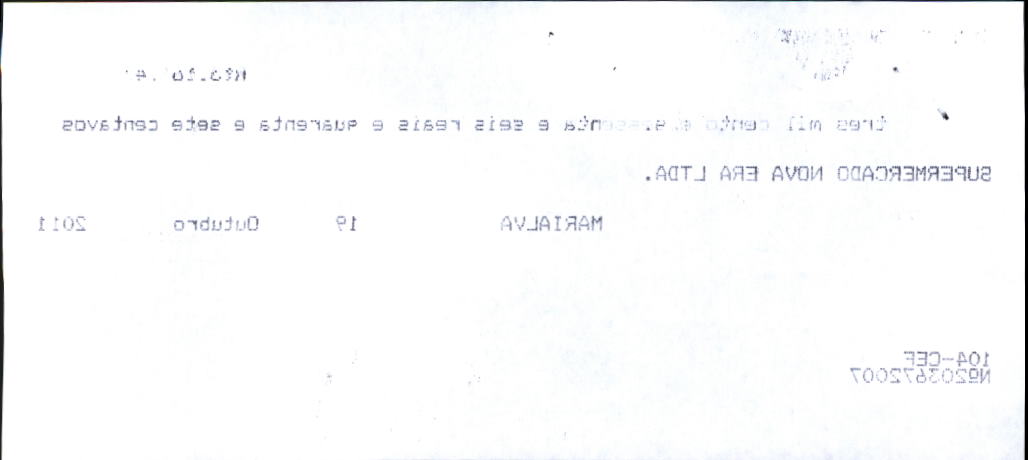 tres mil cento e sessenta e seis reais e quarenta e sete centavos
SUPERMERCADO NOVA ERA LTDA.
MARIALVA 19 Outubro 2011
104-CEF
Nº203672007